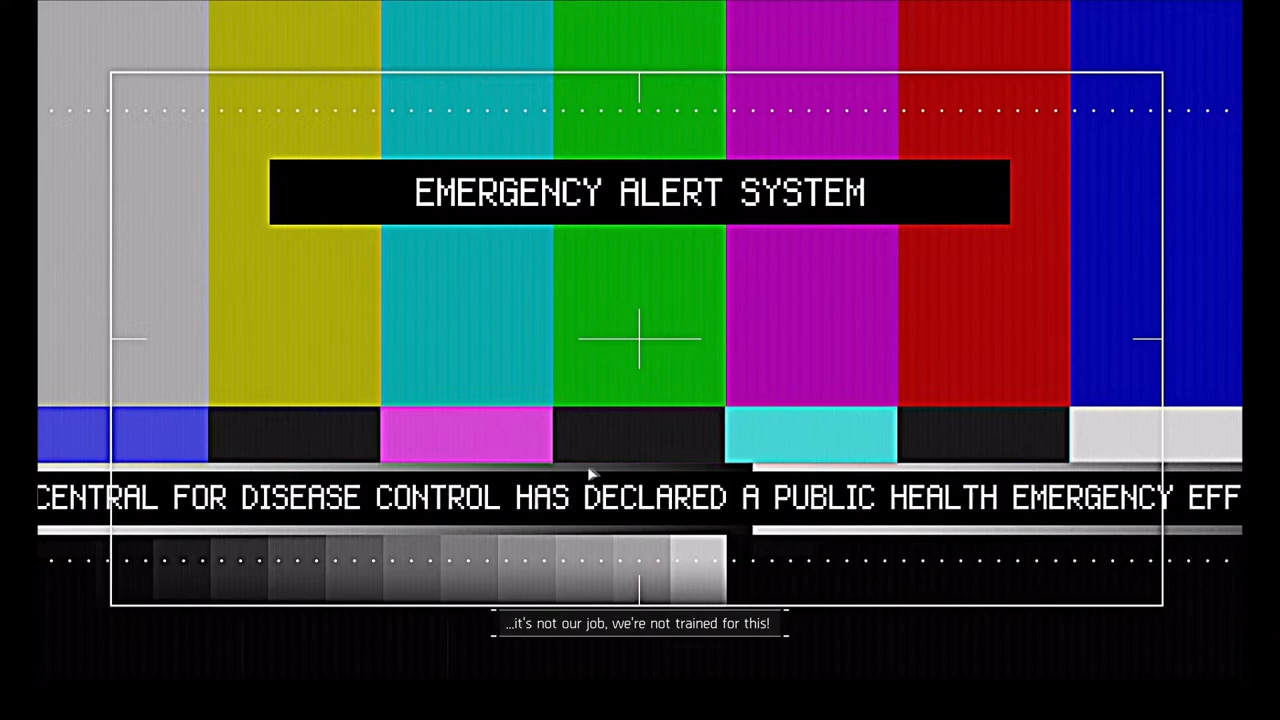 EMERGENCY ALERT SYSTEM
CENTRAL FOR DISEASE CONTROL HAS DECLARED A PUBLIC HEALTH EMERGENCY EFF
...it's not our job, we're not trained for this!